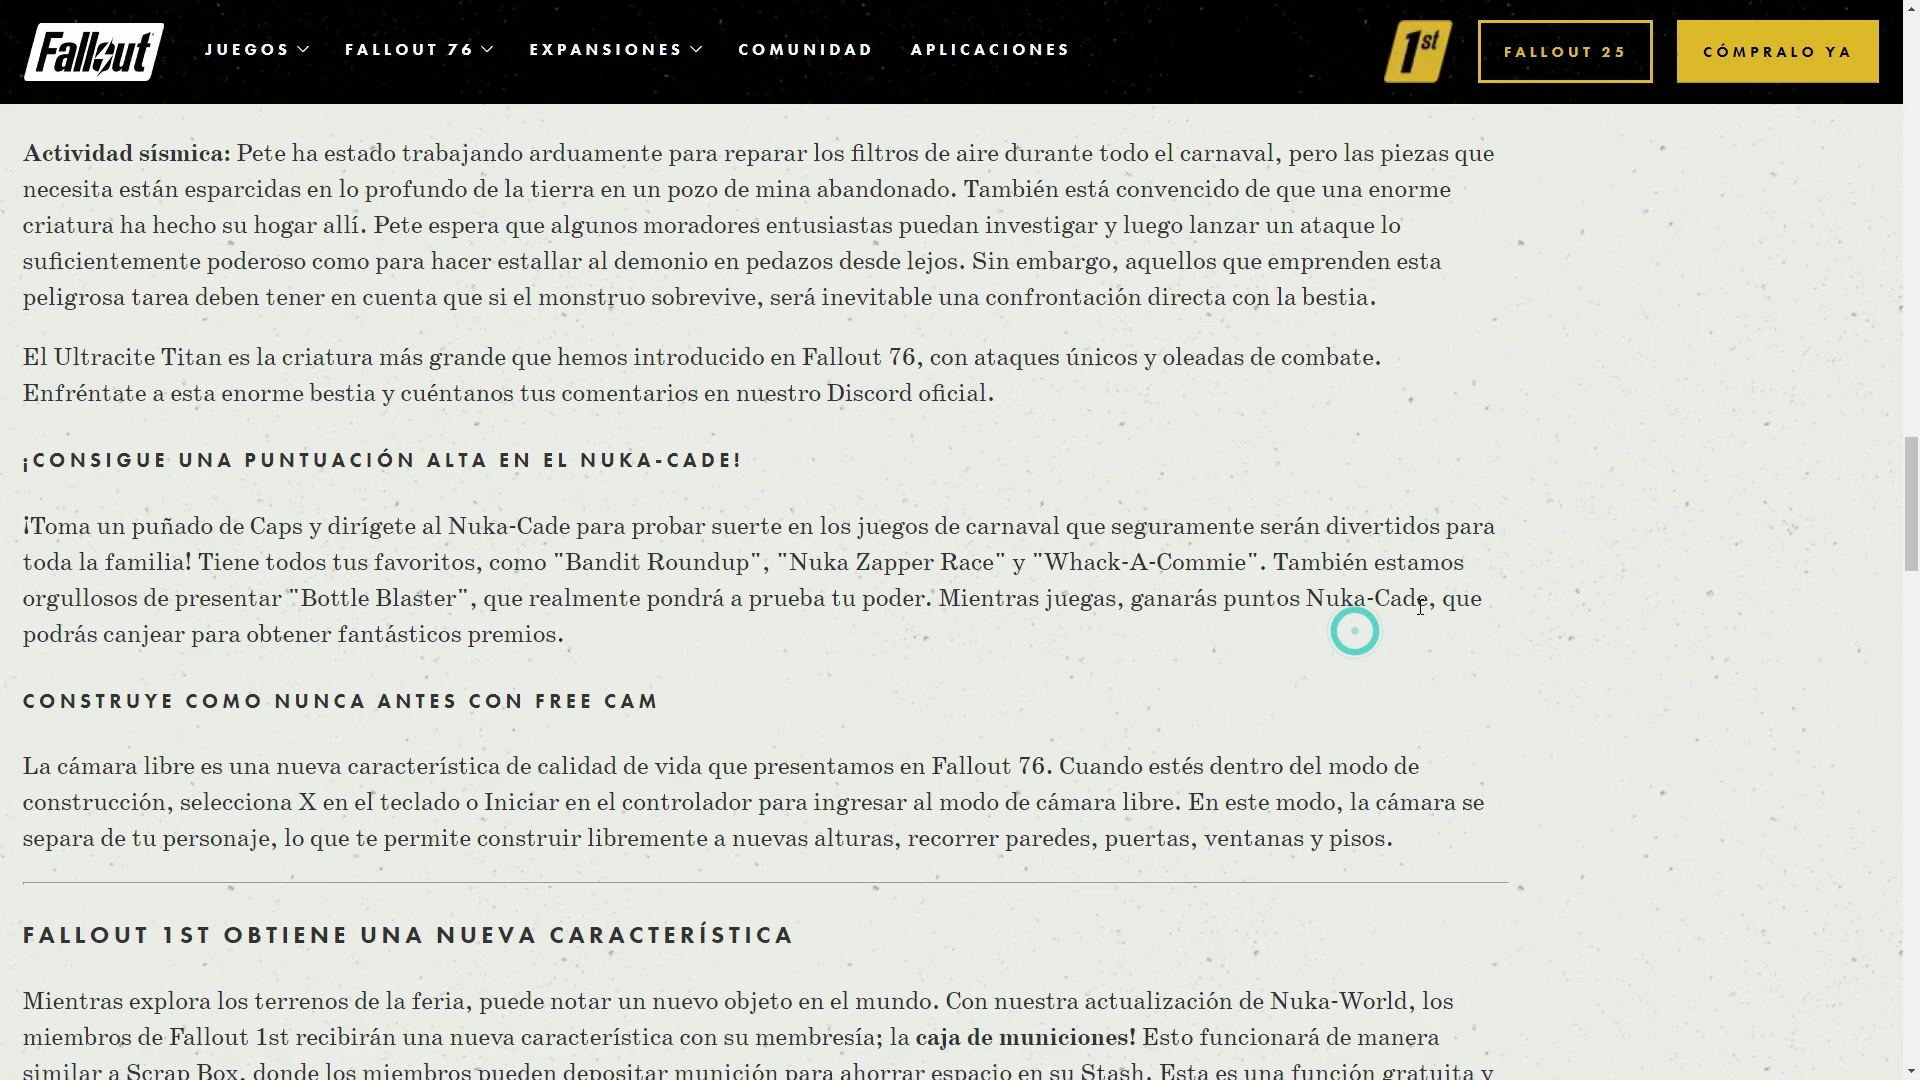 Fallout
JUEGOS FALLOUT 76 EXPANSIONES COMUNIDAD APLICACIONES 1st FALLOUT 25 CÓMPRALO YA
Actividad sísmica: Pete ha estado trabajando arduamente para reparar los filtros de aire durante todo el carnaval, pero las piezas que
necesita están esparcidas en lo profundo de la tierra en un pozo de mina abandonado. También está convencido de que una enorme
criatura ha hecho su hogar allí. Pete espera que algunos moradores entusiastas puedan investigar y luego lanzar un ataque lo
suficientemente poderoso como para hacer estallar al demonio en pedazos desde lejos. Sin embargo, aquellos que emprenden esta
peligrosa tarea deben tener en cuenta que si el monstruo sobrevive, será inevitable una confrontación directa con la bestia.
El Ultracite Titan es la criatura más grande que hemos introducido en Fallout 76, con ataques únicos y oleadas de combate.
Enfréntate a esta enorme bestia y cuéntanos tus comentarios en nuestro Discord oficial.
¡CONSIGUE UNA PUNTUACIÓN ALTA EN EL NUKA-CADE!
¡Toma un puñado de Caps y dirígete al Nuka-Cade para probar suerte en los juegos de carnaval que seguramente serán divertidos para
toda la familia! Tiene todos tus favoritos, como "Bandit Roundup", "Nuka Zapper Race" y "Whack-A-Commie". También estamos
orgullosos de presentar "Bottle Blaster", que realmente pondrá a prueba tu poder. Mientras juegas, ganarás puntos Nuka-Cade, que
podrás canjear para obtener fantásticos premios.
CONSTRUYE COMO NUNCA ANTES CON FREE CAM
La cámara libre es una nueva característica de calidad de vida que presentamos en Fallout 76. Cuando estés dentro del modo de
construcción, selecciona X en el teclado o Iniciar en el controlador para ingresar al modo de cámara libre. En este modo, la cámara se
separa de tu personaje, lo que te permite construir libremente a nuevas alturas, recorrer paredes, puertas, ventanas y pisos.
FALLOUT 1ST OBTIENE UNA NUEVA CARACTERÍSTICA
Mientras explora los terrenos de la feria, puede notar un nuevo objeto en el mundo. Con nuestra actualización de Nuka-World, los
miembros de Fallout 1st recibirán una nueva característica con su membresía; la caja de municiones! Esto funcionará de manera
similar a Scrap Box, donde los miembros pueden depositar munición para ahorrar espacio en su Stash. Esta es una función gratuita y